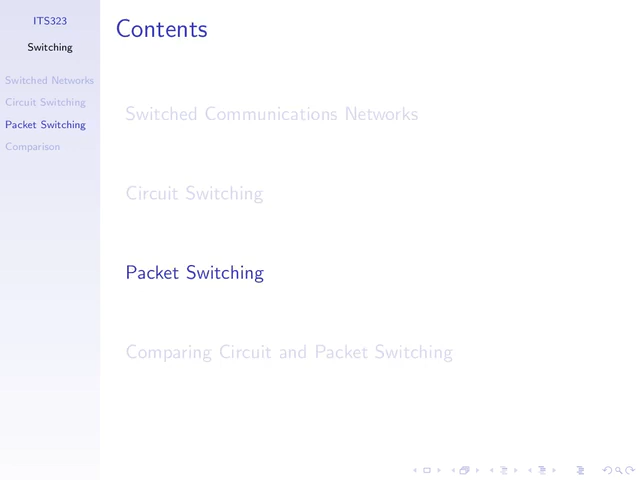 ITS323
Switching
Switched Networks
Circuit Switching
Packet Switching
Comparison
Contents
Switched Communications Networks
Circuit Switching
Packet Switching
Comparing Circuit and Packet Switching